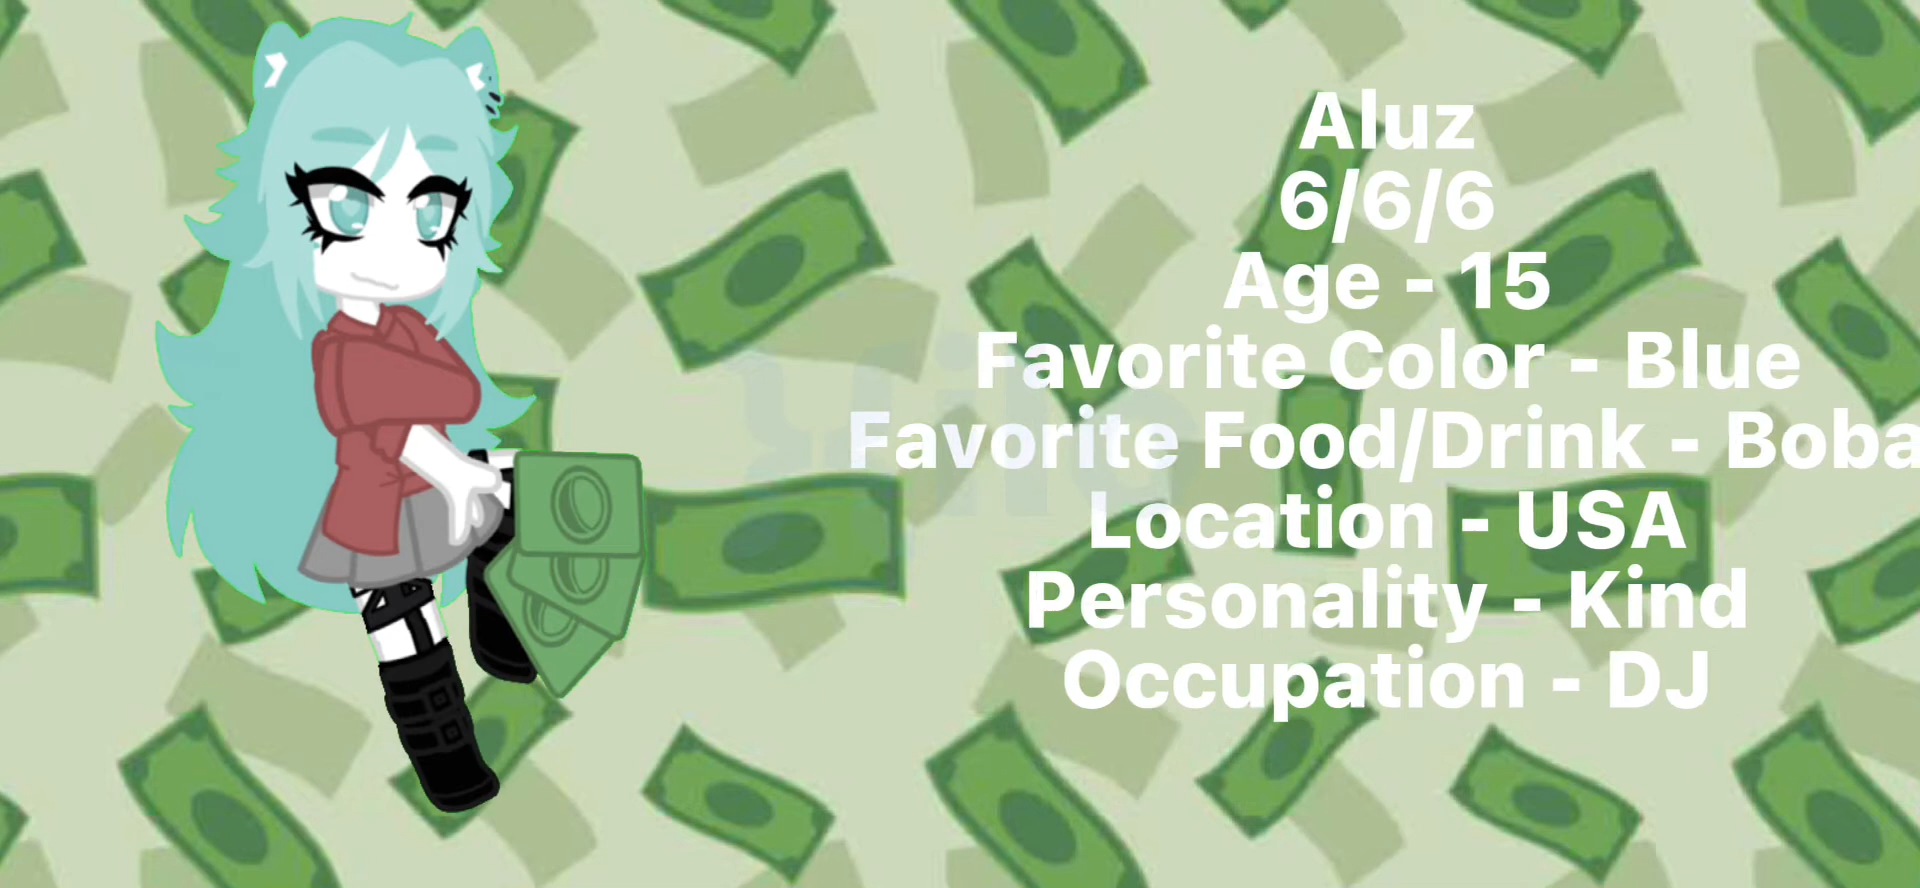 Aluz
6/6/6
Age - 15
Favorite Color - Blue
Favorite Food/Drink - Boba
Location - USA
Personality - Kind
Occupation - DJ